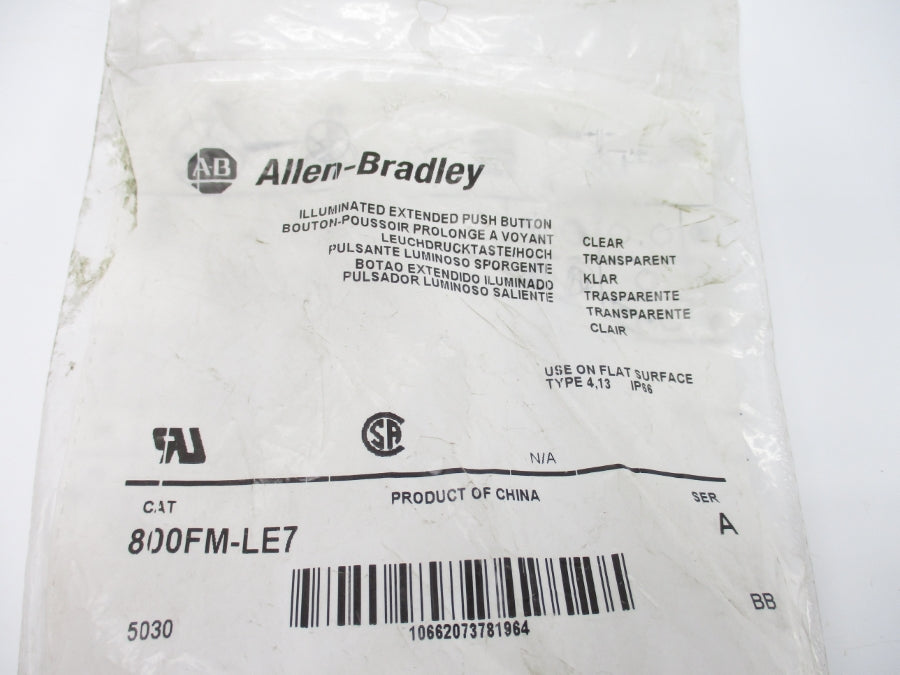 AB Allen-Bradley
ILLUMINATED EXTENDED PUSH BUTTON
BOUTON-POUSSOIR PROLONGE A VOYANT
LEUCHDRUCKTASTE/HOCH
PULSANTE LUMINOSO SPORGENTE
BOTAO EXTENDIDO ILUMINADO
PULSADOR LUMINOSO SALIENTE
CLEAR
TRANSPARENT
KLAR
TRASPARENTE
TRANSPARENTE
CLAIR
USE ON FLAT SURFACE
TYPE 4,13 IP66
N/A
CAT PRODUCT OF CHINA SER
800FM-LE7 A
5030 10662073781964 BB